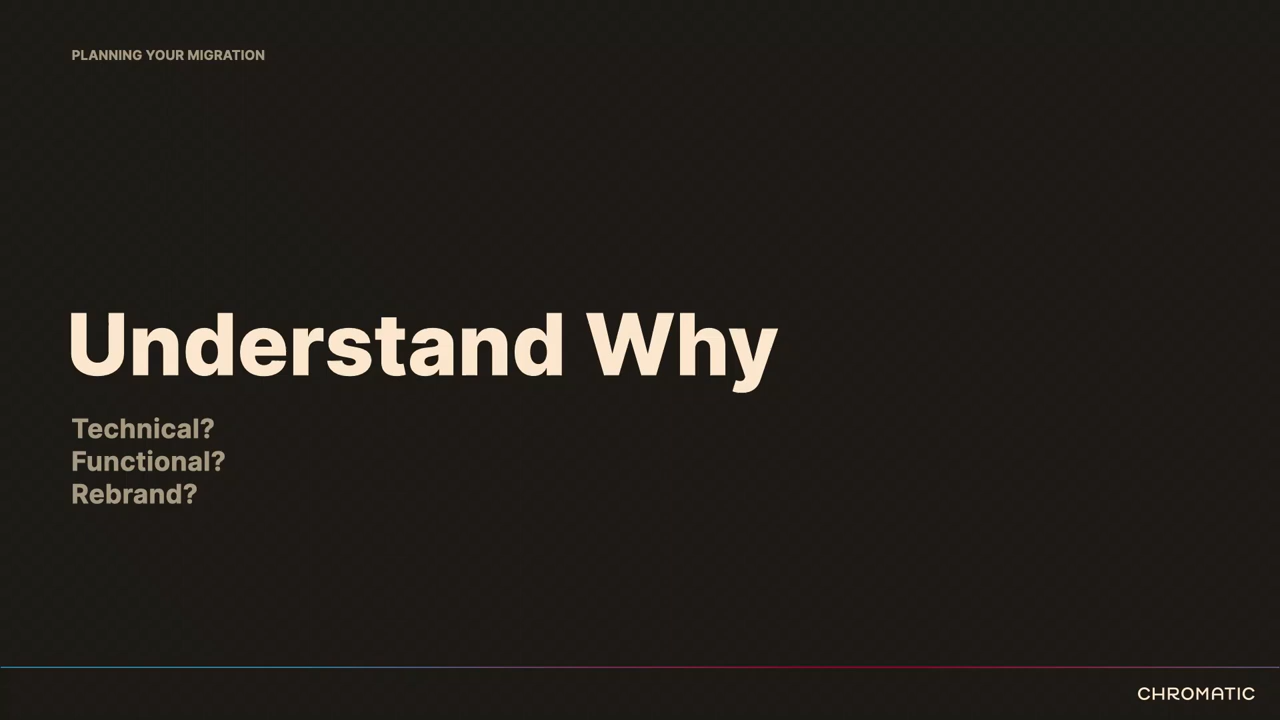 PLANNING YOUR MIGRATION
Understand Why
Technical?
Functional?
Rebrand?
CHROMATIC